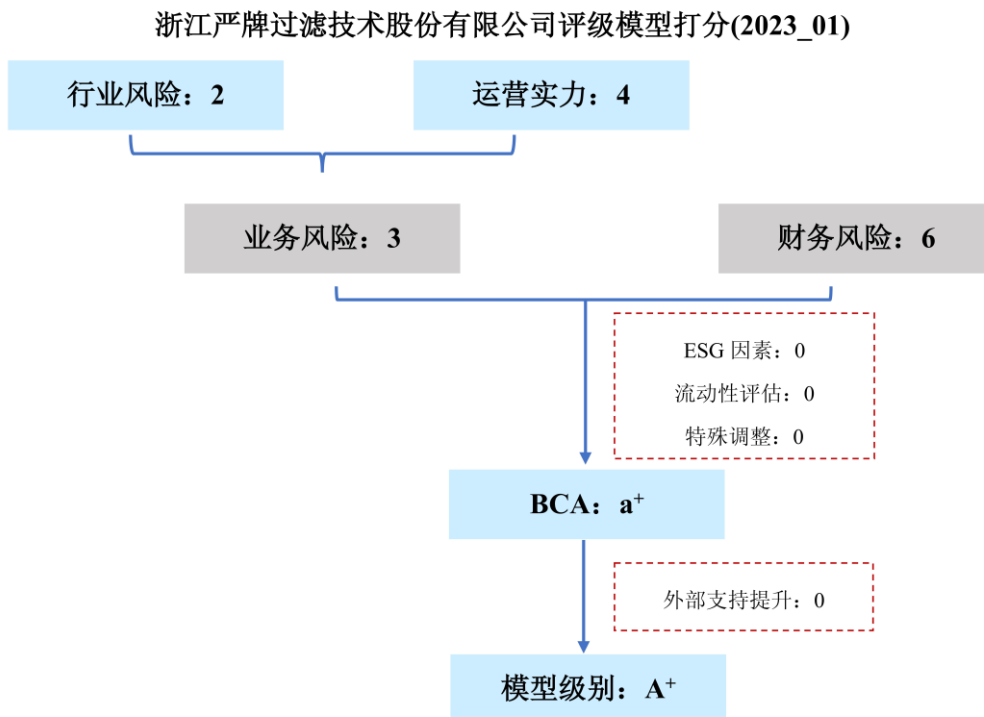 浙江严牌过滤技术股份有限公司评级模型打分(2023_01)
行业风险：2
运营实力：4
业务风险：3
财务风险：6
ESG 因素：0
流动性评估：0
特殊调整：0
BCA：a⁺
外部支持提升：0
模型级别：A⁺